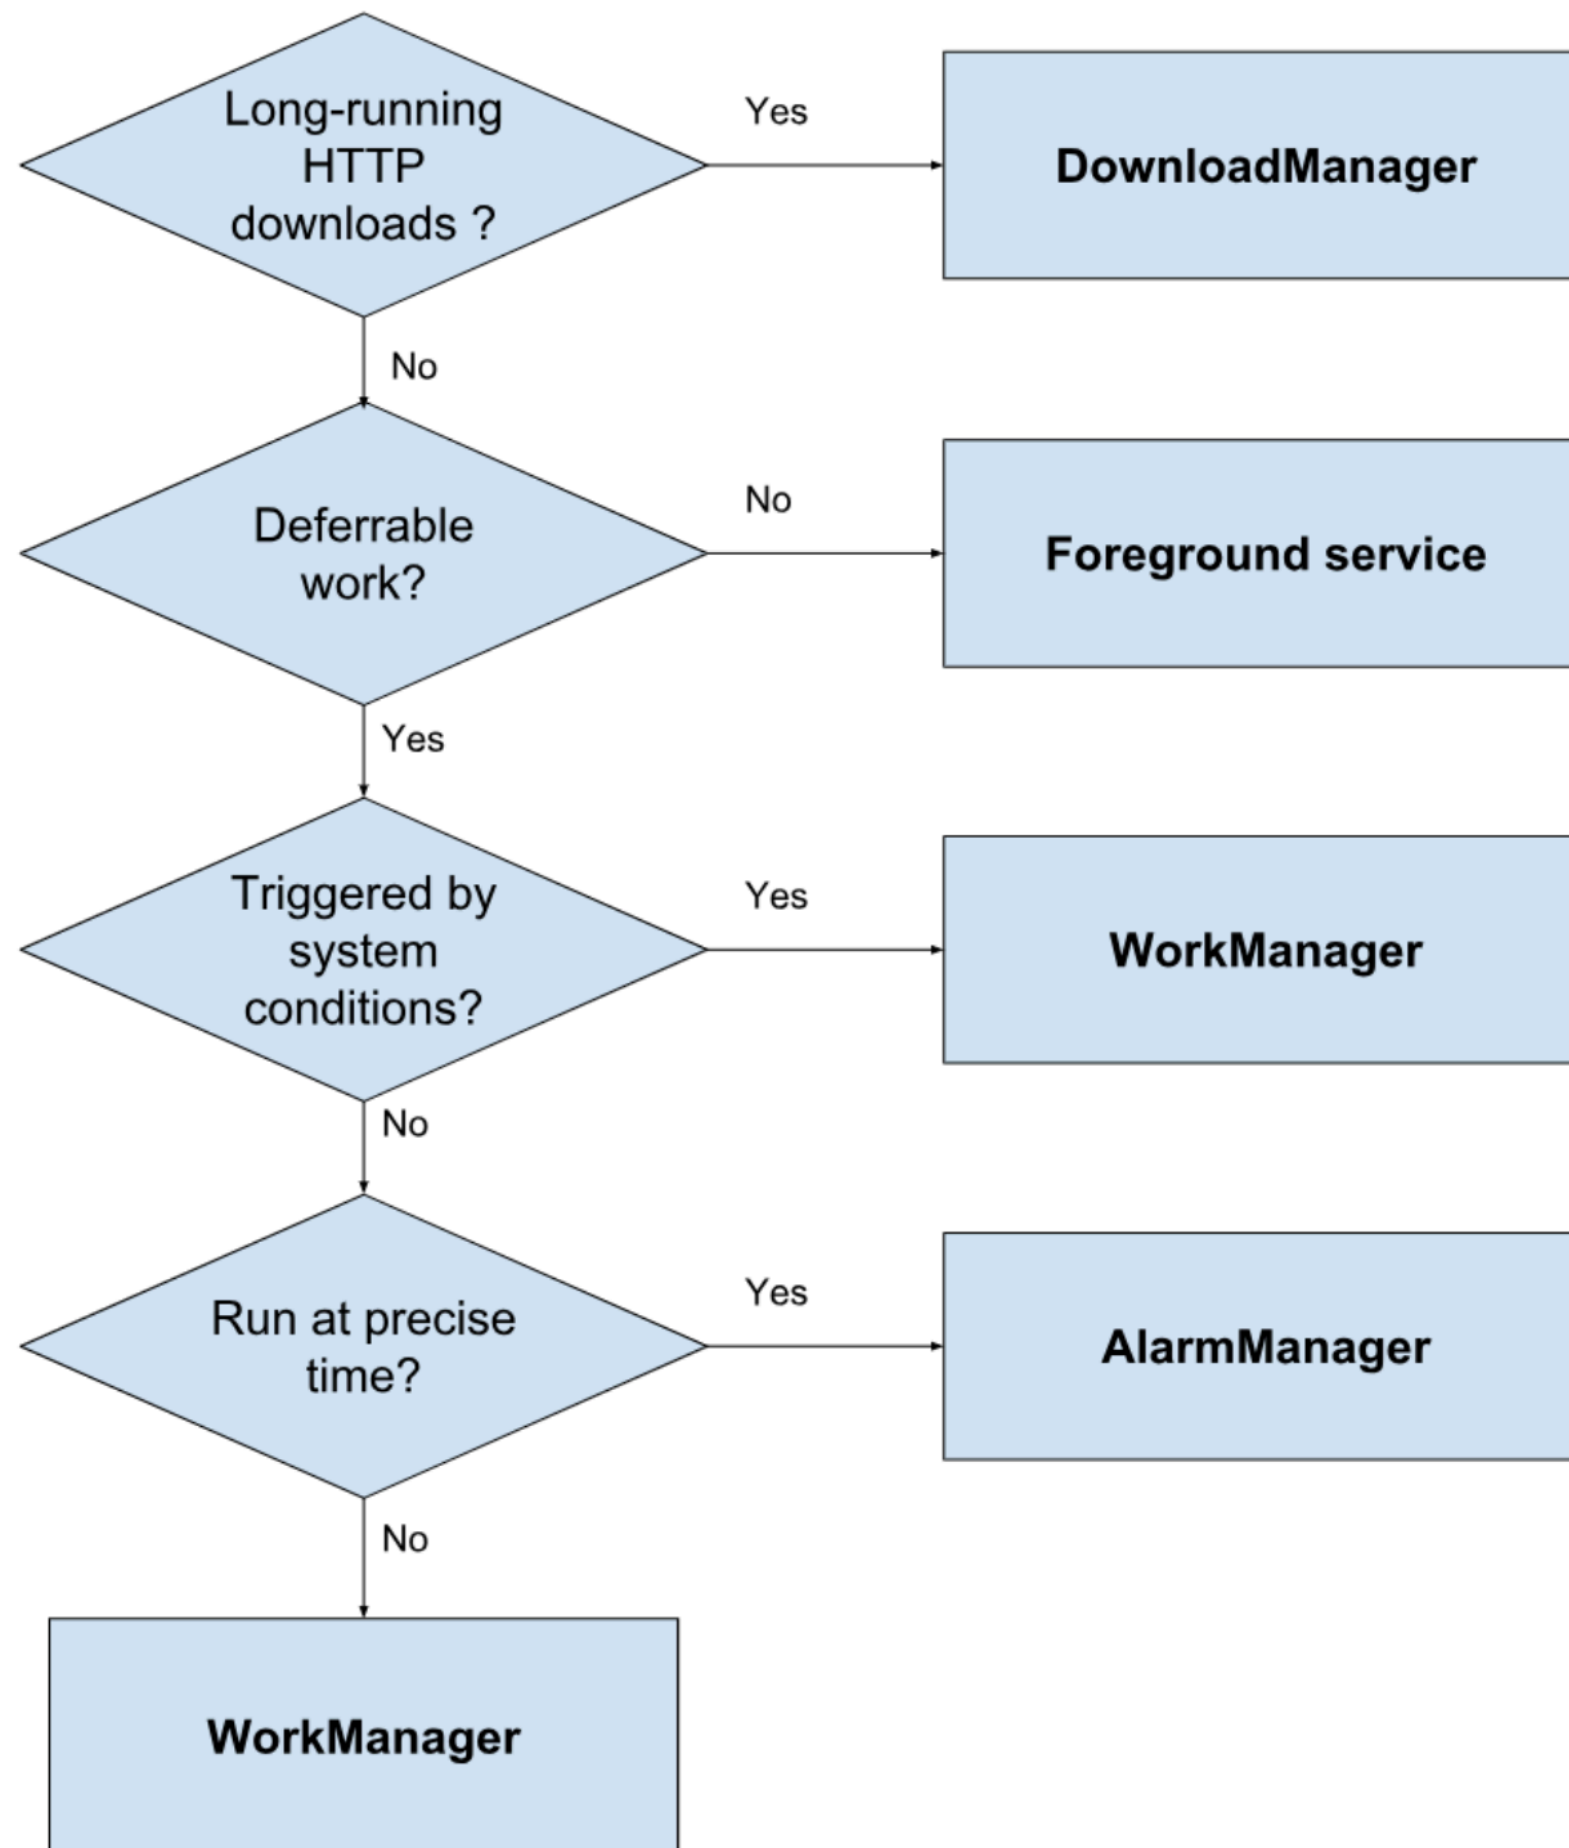 Long-running
HTTP
downloads ?
Yes
DownloadManager
No
Deferrable
work?
No
Foreground service
Yes
Triggered by
system
conditions?
Yes
WorkManager
No
Run at precise
time?
Yes
AlarmManager
No
WorkManager